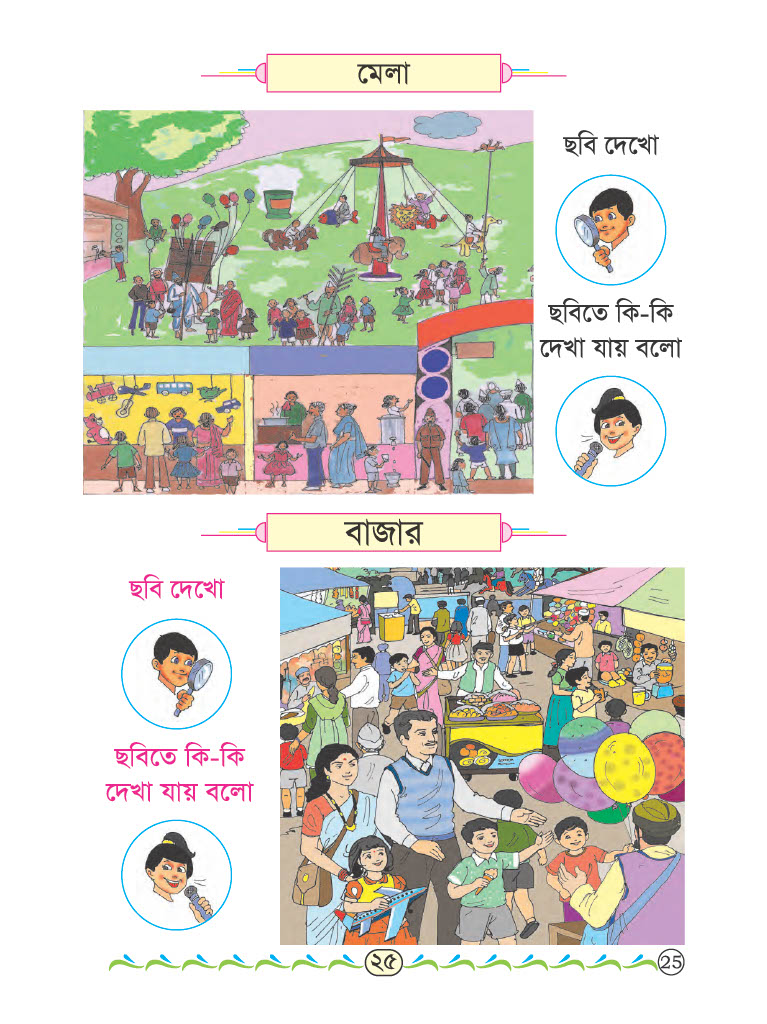 মেলা
ছবি দেখো
ছবিতে কি-কি
দেখা যায় বলো
বাজার
ছবি দেখো
ছবিতে কি-কি
দেখা যায় বলো
২৫
25